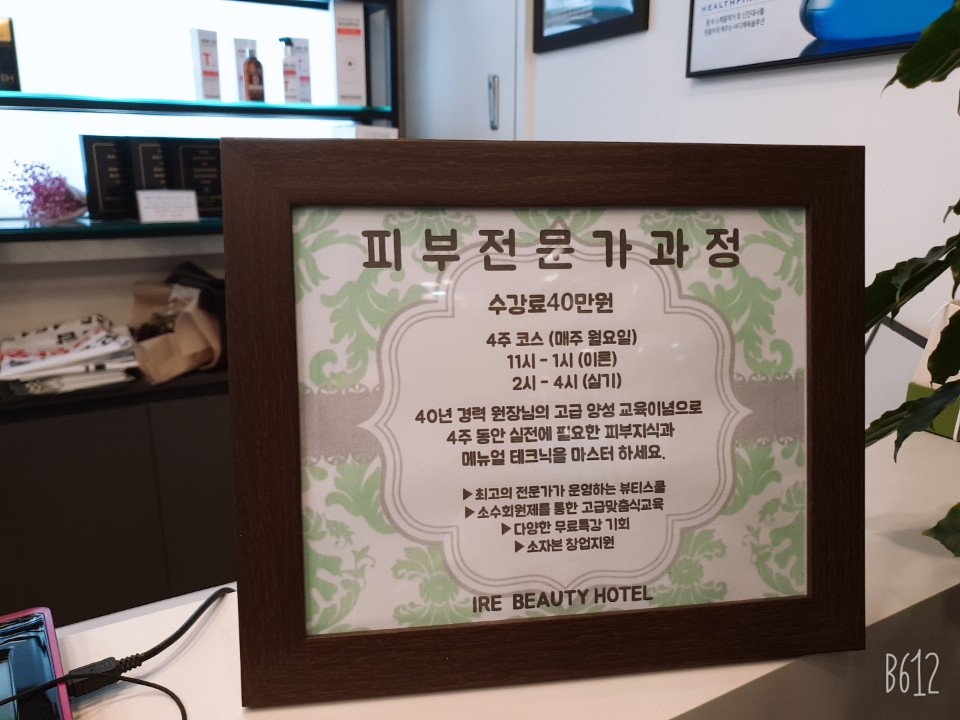 HEALTH
피부전문가과정
수강료40만원
4주 코스 (매주 월요일)
11시 - 1시 (이론)
2시 - 4시 (실기)
40년 경력 원장님의 고급 양성 교육이념으로
4주 동안 실전에 필요한 피부지식과
메뉴얼 테크닉을 마스터 하세요.
▶최고의 전문가가 운영하는 뷰티스쿨
▶소수회원제를 통한 고급맞춤식교육
▶다양한 무료특강 기회
▶소자본 창업지원
IRE BEAUTY HOTEL
B612